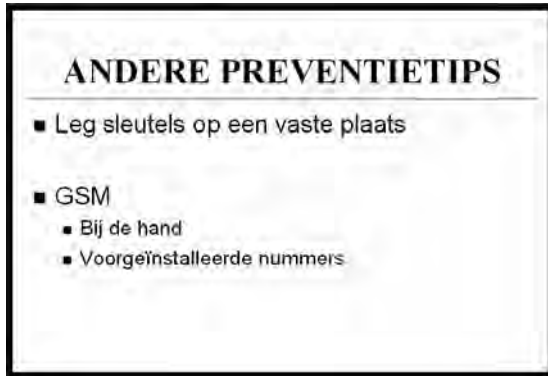 ANDERE PREVENTIETIPS
■ Leg sleutels op een vaste plaats
■ GSM
■ Bij de hand
■ Voorgeïnstalleerde nummers